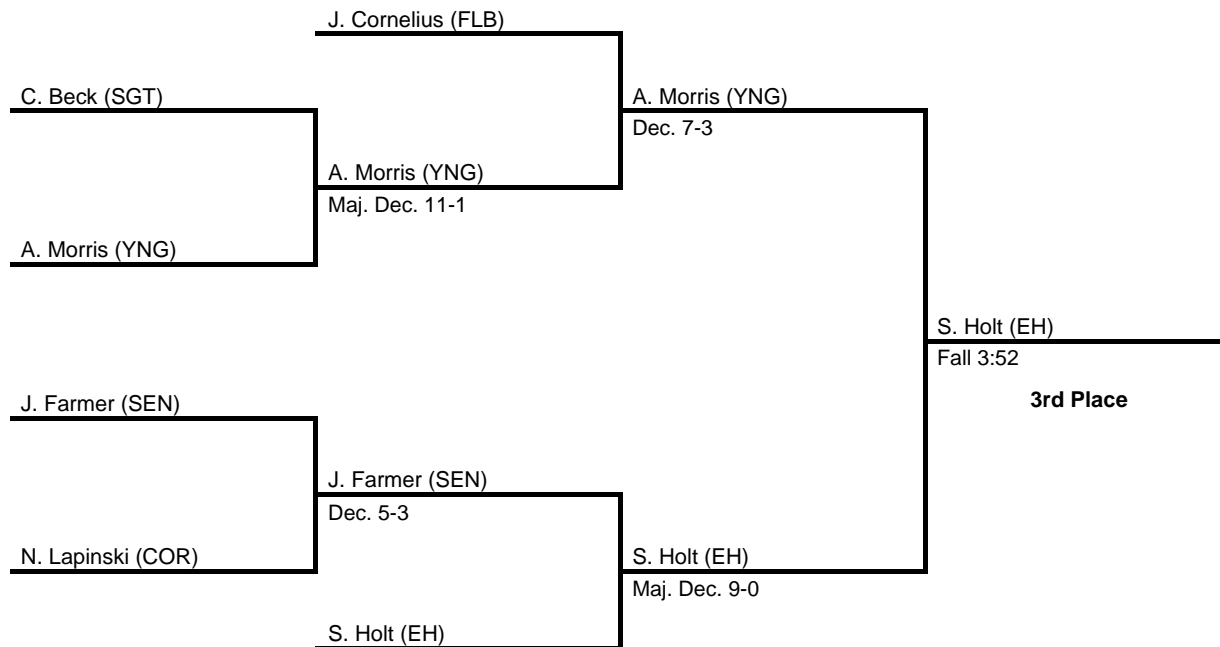 J. Cornelius (FLB)
C. Beck (SGT)
A. Morris (YNG)
Dec. 7-3
A. Morris (YNG)
Maj. Dec. 11-1
A. Morris (YNG)
S. Holt (EH)
Fall 3:52
3rd Place
J. Farmer (SEN)
J. Farmer (SEN)
Dec. 5-3
N. Lapinski (COR)
S. Holt (EH)
Maj. Dec. 9-0
S. Holt (EH)